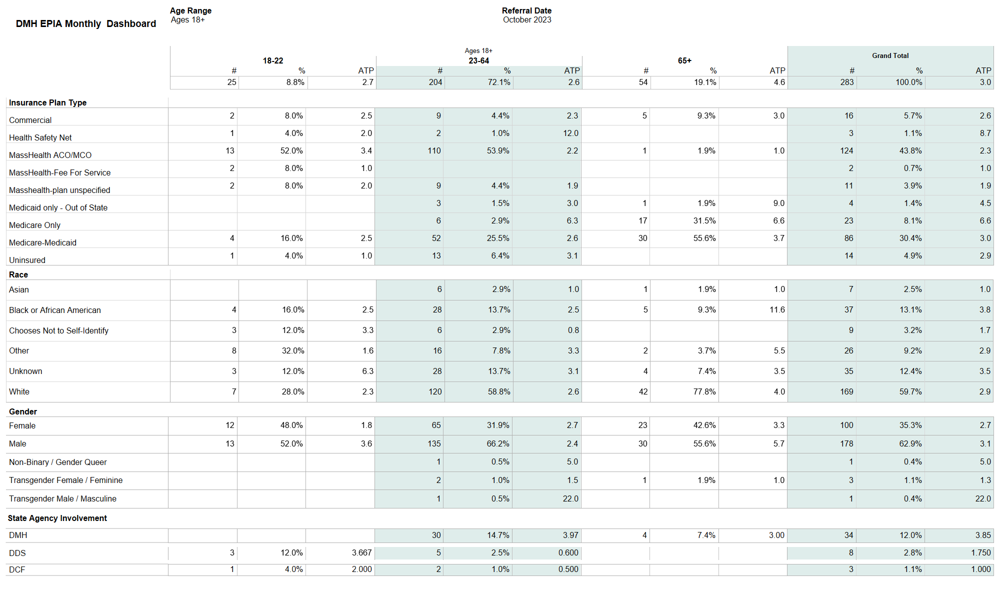 Age Range
Referral Date
Ages 18+
October 2023
DMH EPIA Monthly  Dashboard
Ages 18+
Grand Total
18-22 23-64 65+
# % ATP # % ATP # % ATP # % ATP
25 8.8% 2.7 204 72.1% 2.6 54 19.1% 4.6 283 100.0% 3.0
Insurance Plan Type
Commercial 2 8.0% 2.5 9 4.4% 2.3 5 9.3% 3.0 16 5.7% 2.6
Health Safety Net 1 4.0% 2.0 2 1.0% 12.0 3 1.1% 8.7
MassHealth ACO/MCO 13 52.0% 3.4 110 53.9% 2.2 1 1.9% 1.0 124 43.8% 2.3
MassHealth-Fee For Service 2 8.0% 1.0 2 0.7% 1.0
Masshealth-plan unspecified 2 8.0% 2.0 9 4.4% 1.9 11 3.9% 1.9
Medicaid only - Out of State 3 1.5% 3.0 1 1.9% 9.0 4 1.4% 4.5
Medicare Only 6 2.9% 6.3 17 31.5% 6.6 23 8.1% 6.6
Medicare-Medicaid 4 16.0% 2.5 52 25.5% 2.6 30 55.6% 3.7 86 30.4% 3.0
Uninsured 1 4.0% 1.0 13 6.4% 3.1 14 4.9% 2.9
Race
Asian 6 2.9% 1.0 1 1.9% 1.0 7 2.5% 1.0
Black or African American 4 16.0% 2.5 28 13.7% 2.5 5 9.3% 11.6 37 13.1% 3.8
Chooses Not to Self-Identify 3 12.0% 3.3 6 2.9% 0.8 9 3.2% 1.7
Other 8 32.0% 1.6 16 7.8% 3.3 2 3.7% 5.5 26 9.2% 2.9
Unknown 3 12.0% 6.3 28 13.7% 3.1 4 7.4% 3.5 35 12.4% 3.5
White 7 28.0% 2.3 120 58.8% 2.6 42 77.8% 4.0 169 59.7% 2.9
Gender
Female 12 48.0% 1.8 65 31.9% 2.7 23 42.6% 3.3 100 35.3% 2.7
Male 13 52.0% 3.6 135 66.2% 2.4 30 55.6% 5.7 178 62.9% 3.1
Non-Binary / Gender Queer 1 0.5% 5.0 1 0.4% 5.0
Transgender Female / Feminine 2 1.0% 1.5 1 1.9% 1.0 3 1.1% 1.3
Transgender Male / Masculine 1 0.5% 22.0 1 0.4% 22.0
State Agency Involvement
DMH 30 14.7% 3.97 4 7.4% 3.00 34 12.0% 3.85
DDS 3 12.0% 3.667 5 2.5% 0.600 8 2.8% 1.750
DCF 1 4.0% 2.000 2 1.0% 0.500 3 1.1% 1.000